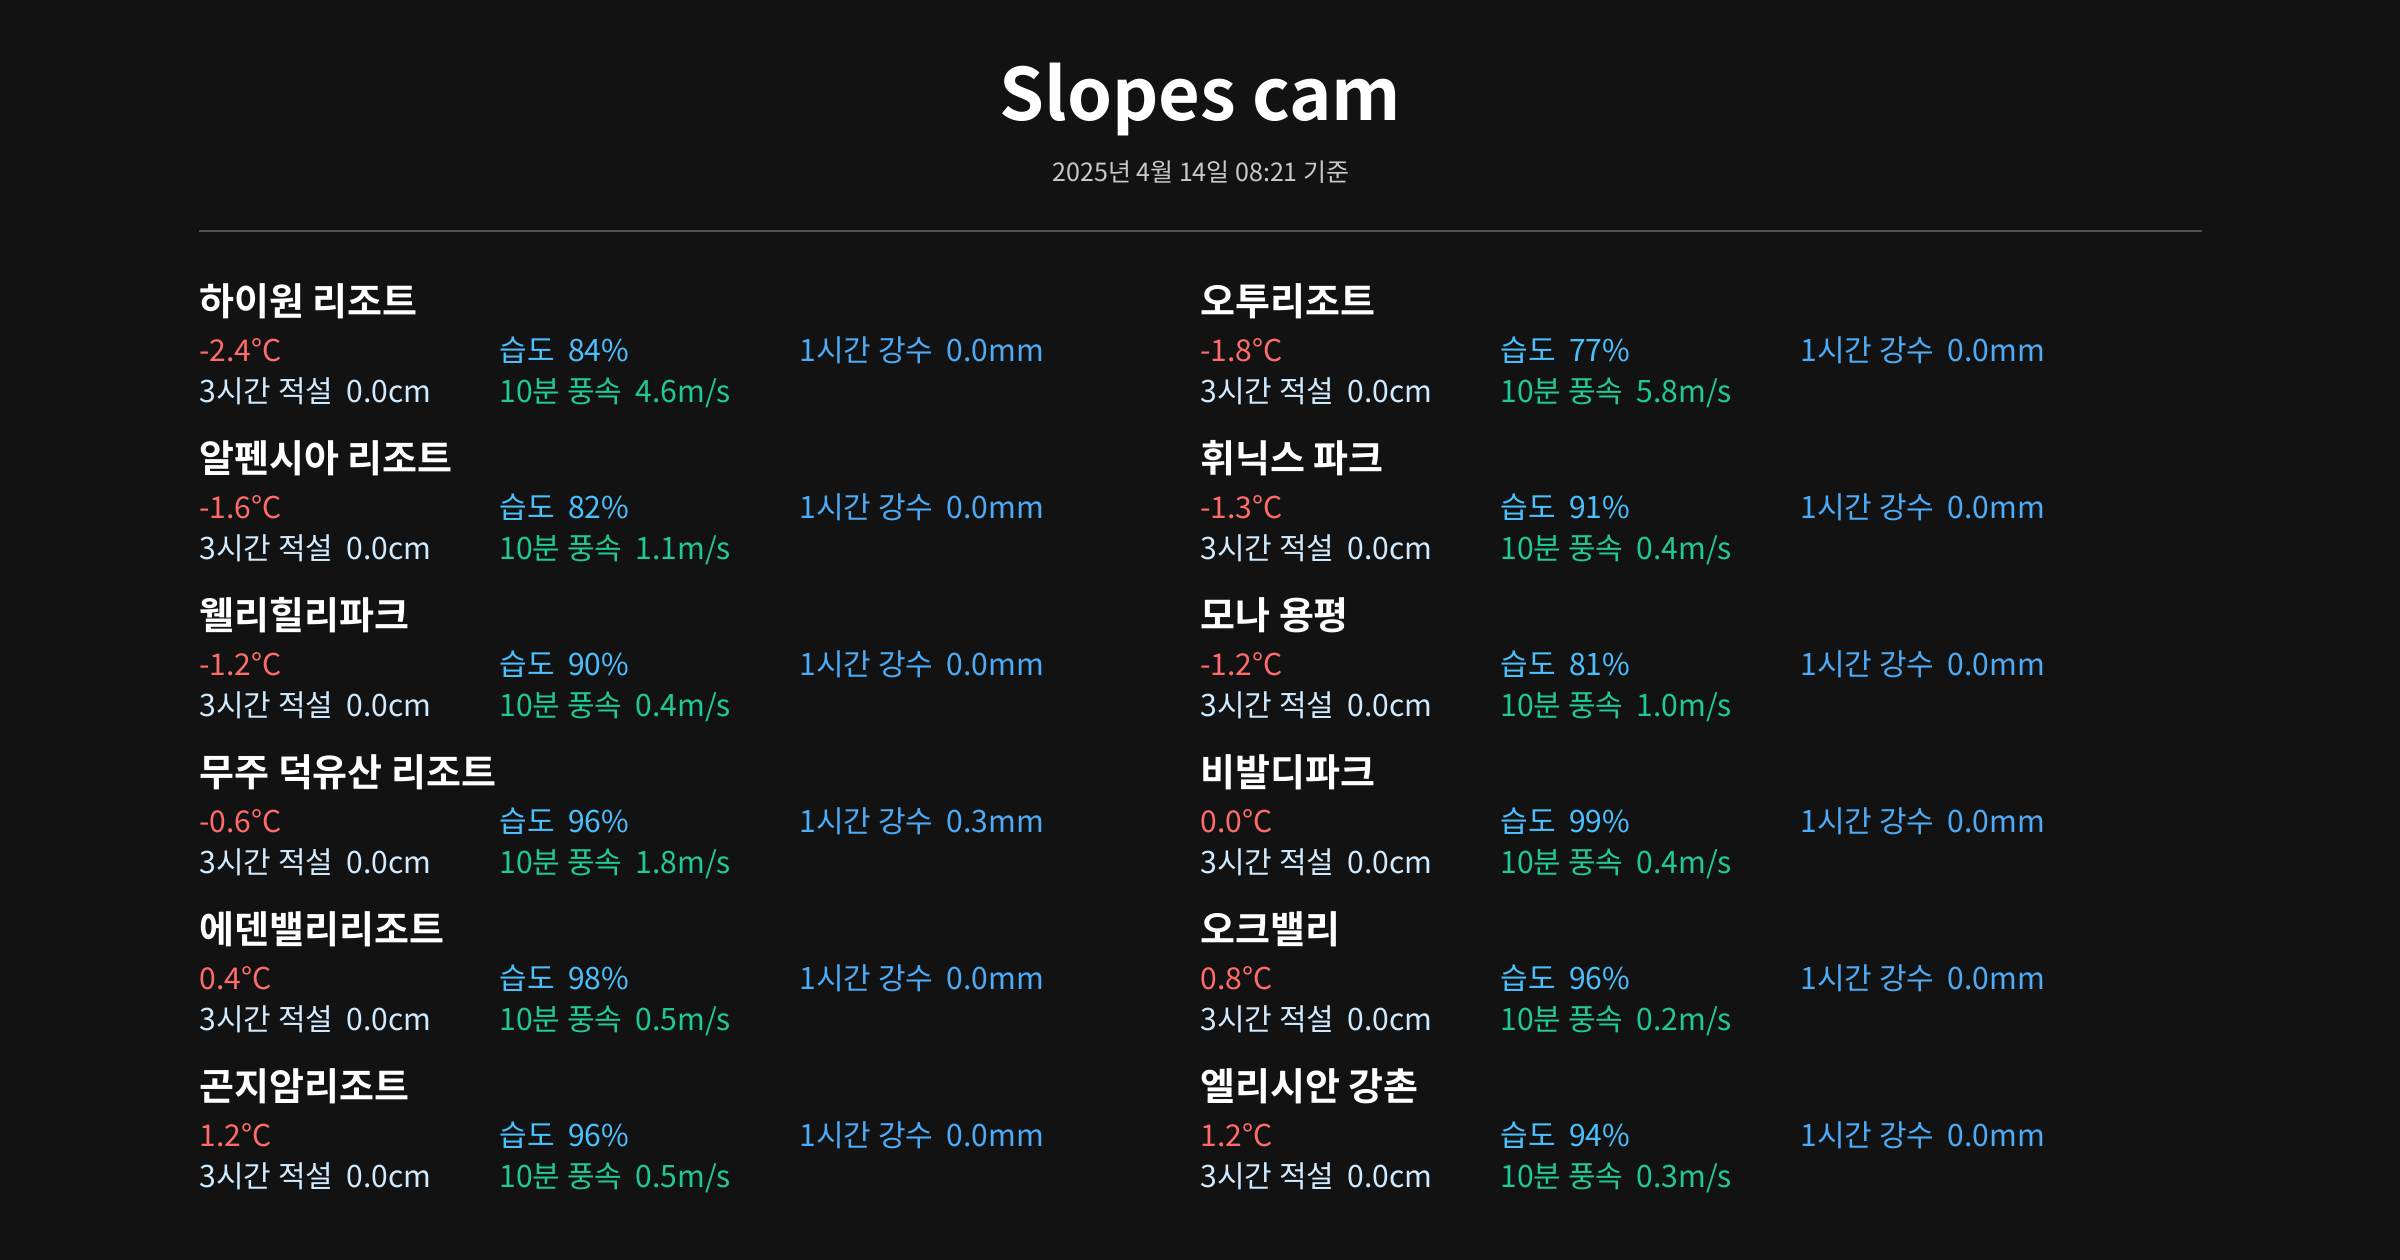 Slopes cam
2025년 4월 14일 08:21 기준
하이원 리조트
-2.4°C 습도 84% 1시간 강수 0.0mm
3시간 적설 0.0cm 10분 풍속 4.6m/s
오투리조트
-1.8°C 습도 77% 1시간 강수 0.0mm
3시간 적설 0.0cm 10분 풍속 5.8m/s
알펜시아 리조트
-1.6°C 습도 82% 1시간 강수 0.0mm
3시간 적설 0.0cm 10분 풍속 1.1m/s
휘닉스 파크
-1.3°C 습도 91% 1시간 강수 0.0mm
3시간 적설 0.0cm 10분 풍속 0.4m/s
웰리힐리파크
-1.2°C 습도 90% 1시간 강수 0.0mm
3시간 적설 0.0cm 10분 풍속 0.4m/s
모나 용평
-1.2°C 습도 81% 1시간 강수 0.0mm
3시간 적설 0.0cm 10분 풍속 1.0m/s
무주 덕유산 리조트
-0.6°C 습도 96% 1시간 강수 0.3mm
3시간 적설 0.0cm 10분 풍속 1.8m/s
비발디파크
0.0°C 습도 99% 1시간 강수 0.0mm
3시간 적설 0.0cm 10분 풍속 0.4m/s
에덴밸리리조트
0.4°C 습도 98% 1시간 강수 0.0mm
3시간 적설 0.0cm 10분 풍속 0.5m/s
오크밸리
0.8°C 습도 96% 1시간 강수 0.0mm
3시간 적설 0.0cm 10분 풍속 0.2m/s
곤지암리조트
1.2°C 습도 96% 1시간 강수 0.0mm
3시간 적설 0.0cm 10분 풍속 0.5m/s
엘리시안 강촌
1.2°C 습도 94% 1시간 강수 0.0mm
3시간 적설 0.0cm 10분 풍속 0.3m/s